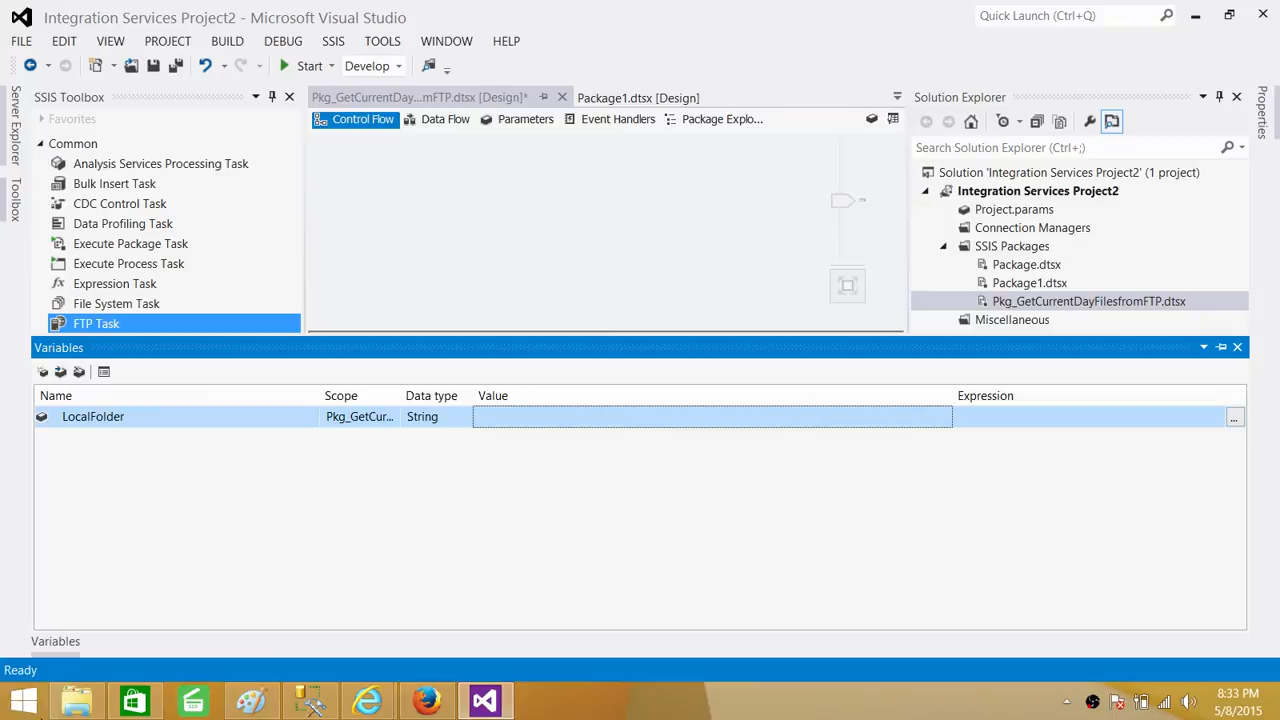 Integration Services Project2 - Microsoft Visual Studio
Quick Launch (Ctrl+Q)
FILE EDIT VIEW PROJECT BUILD DEBUG SSIS TOOLS WINDOW HELP
Start Develop
Server Explorer
Toolbox
SSIS Toolbox
Favorites
Common
Analysis Services Processing Task
Bulk Insert Task
CDC Control Task
Data Profiling Task
Execute Package Task
Execute Process Task
Expression Task
File System Task
FTP Task
Pkg_GetCurrentDay...mFTP.dtsx [Design]* Package1.dtsx [Design]
Control Flow Data Flow Parameters Event Handlers Package Explo...
Solution Explorer
Search Solution Explorer (Ctrl+;)
Solution 'Integration Services Project2' (1 project)
Integration Services Project2
Project.params
Connection Managers
SSIS Packages
Package.dtsx
Package1.dtsx
Pkg_GetCurrentDayFilesfromFTP.dtsx
Miscellaneous
Properties
Variables
Name Scope Data type Value Expression
LocalFolder Pkg_GetCur... String ...
Variables
Ready
8:33 PM
5/8/2015